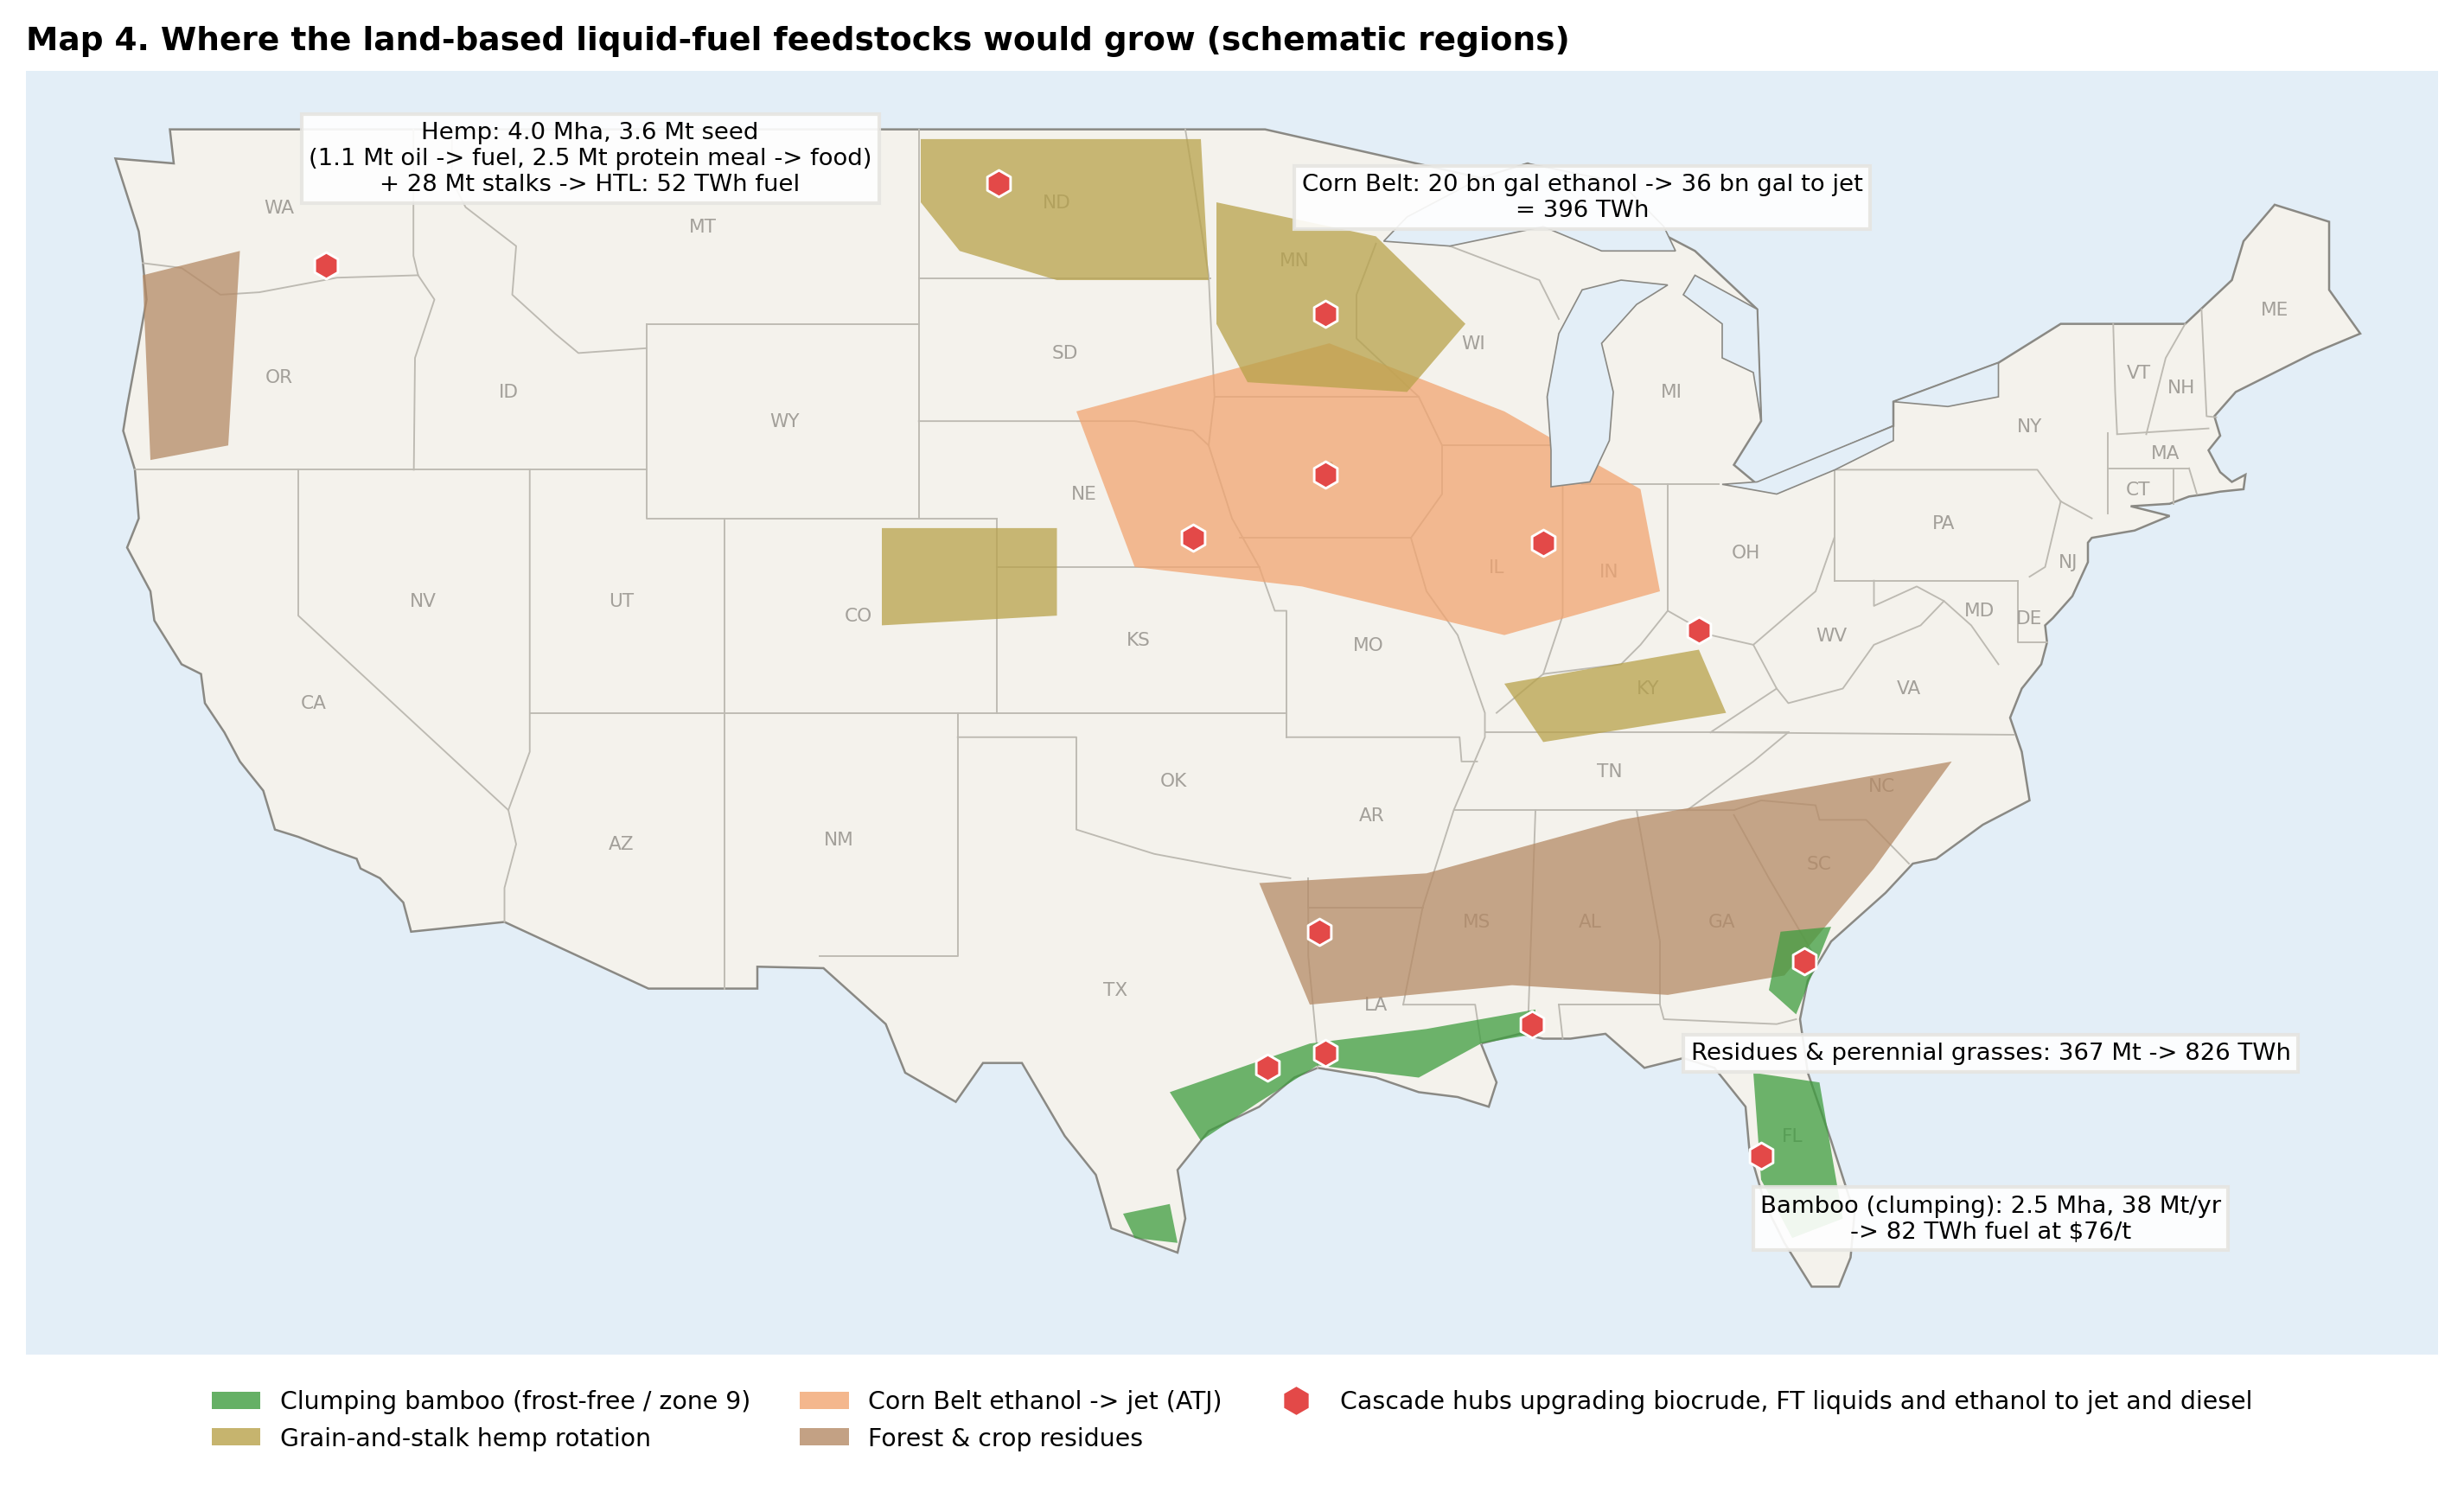 Map 4. Where the land-based liquid-fuel feedstocks would grow (schematic regions)
Hemp: 4.0 Mha, 3.6 Mt seed
(1.1 Mt oil -> fuel, 2.5 Mt protein meal -> food)
+ 28 Mt stalks -> HTL: 52 TWh fuel
Corn Belt: 20 bn gal ethanol -> 36 bn gal to jet
= 396 TWh
WA
MT
ND
MN
OR
ID
WY
SD
WI
MI
NY
VT
NH
ME
MA
CT
NE
IL
IN
OH
PA
NJ
NV
UT
CO
KS
MO
WV
MD
DE
CA
KY
VA
AZ
NM
OK
AR
TN
NC
SC
TX
LA
MS
AL
GA
Residues & perennial grasses: 367 Mt -> 826 TWh
FL
Bamboo (clumping): 2.5 Mha, 38 Mt/yr
-> 82 TWh fuel at $76/t
Clumping bamboo (frost-free / zone 9)
Grain-and-stalk hemp rotation
Corn Belt ethanol -> jet (ATJ)
Forest & crop residues
Cascade hubs upgrading biocrude, FT liquids and ethanol to jet and diesel